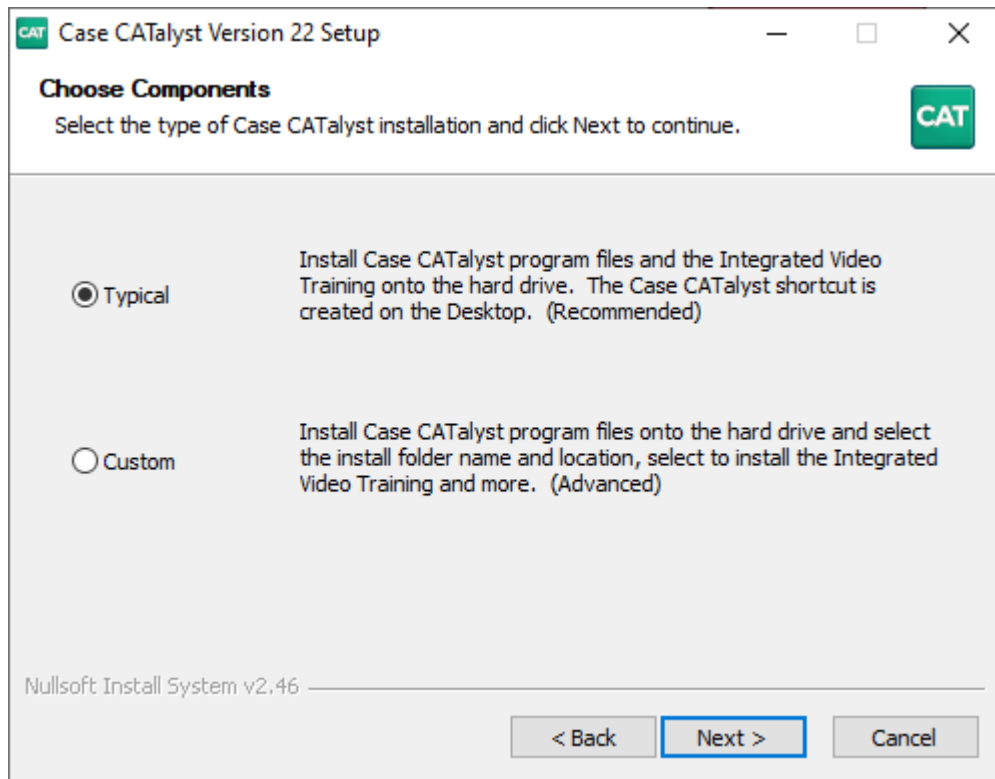 CAT Case CATalyst Version 22 Setup
Choose Components
Select the type of Case CATalyst installation and click Next to continue.
CAT
Typical
Install Case CATalyst program files and the Integrated Video
Training onto the hard drive.  The Case CATalyst shortcut is
created on the Desktop.  (Recommended)
Custom
Install Case CATalyst program files onto the hard drive and select
the install folder name and location, select to install the Integrated
Video Training and more.  (Advanced)
Nullsoft Install System v2.46
< Back
Next >
Cancel